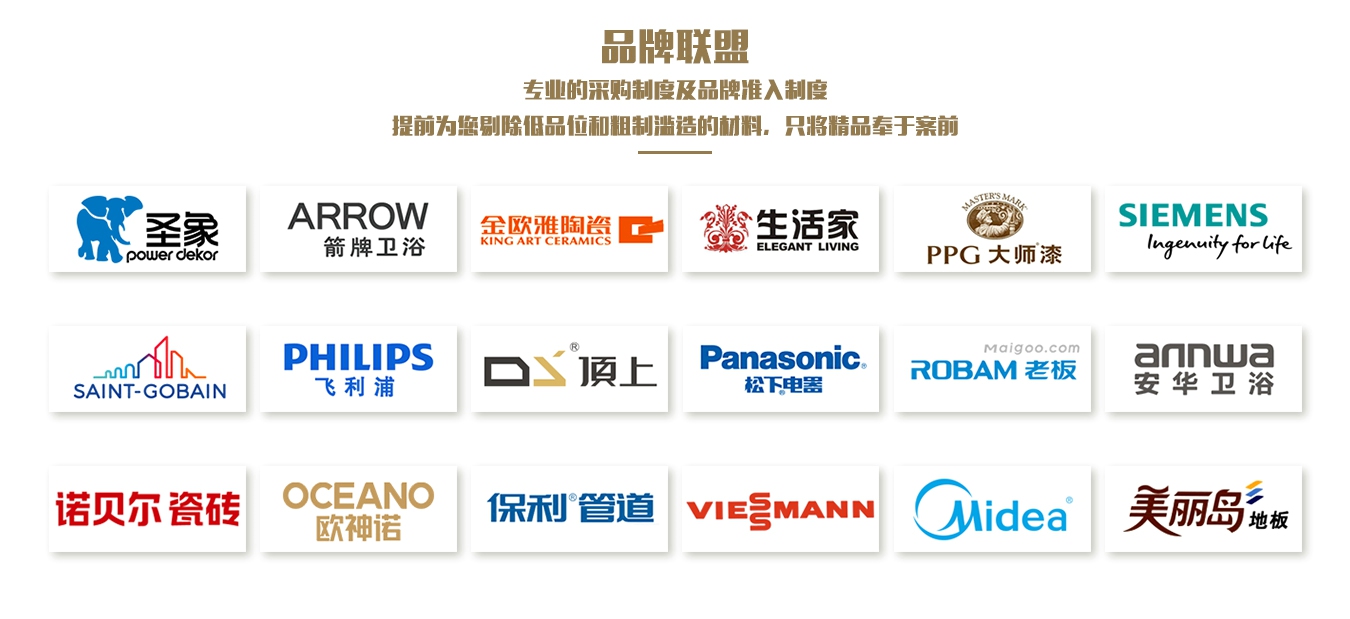 品牌联盟
专业的采购制度及品牌准入制度
提前为您剔除低品位和粗制滥造的材料，只将精品奉于案前
圣象
power dekor
ARROW
箭牌卫浴
金欧雅陶瓷
KING ART CERAMICS
生活家
ELEGANT LIVING
MASTER'S MARK
PPG 大师漆
SIEMENS
Ingenuity for life
SAINT-GOBAIN
PHILIPS
飞利浦
DS® 頂上
Panasonic®
松下电器®
Maigoo.com
ROBAM 老板
annwa
安华卫浴
诺贝尔 瓷砖
OCEANO
欧神诺
保利®管道
VIESSMANN
Midea®
美丽岛地板